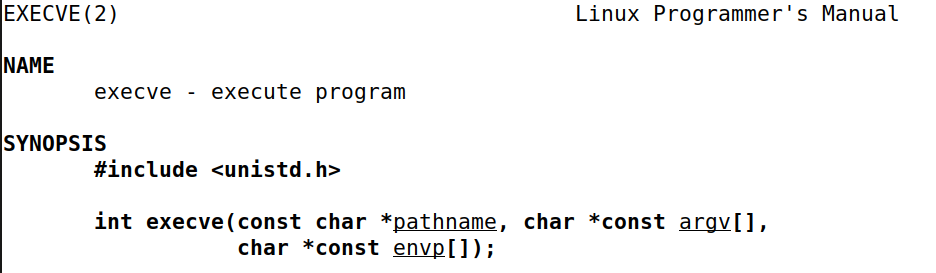 EXECVE(2) Linux Programmer's Manual
NAME
execve - execute program
SYNOPSIS
#include <unistd.h>
int execve(const char *pathname, char *const argv[],
char *const envp[]);